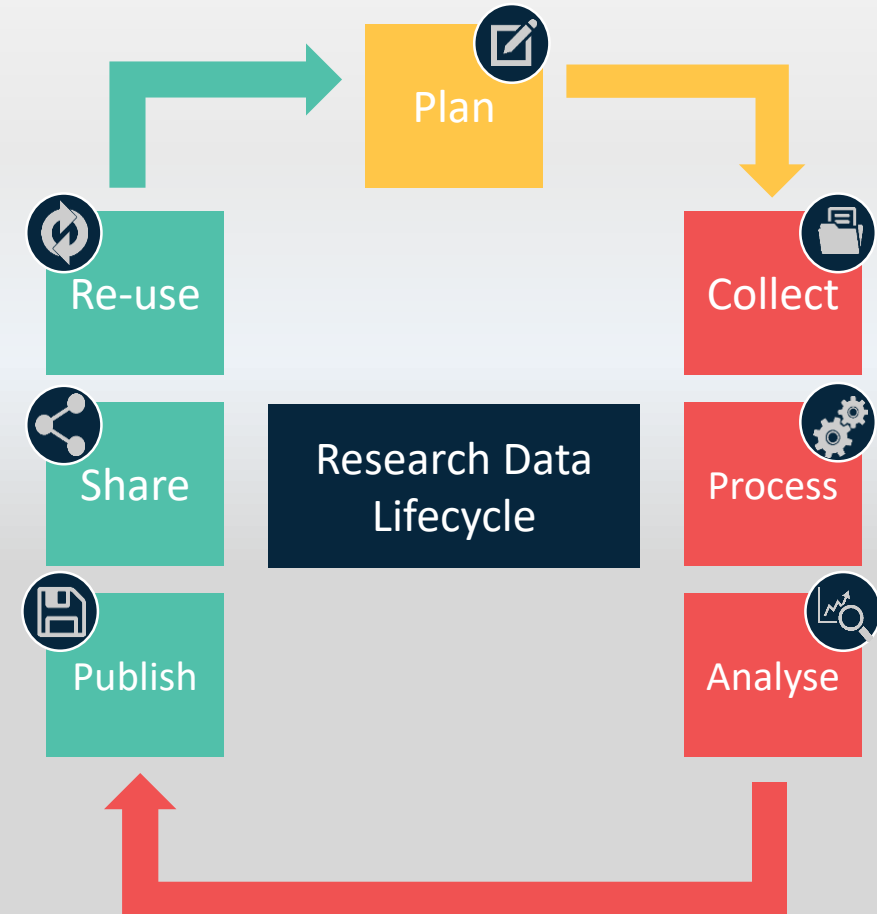 Plan
Re-use
Collect
Share
Research Data
Lifecycle
Process
Publish
Analyse